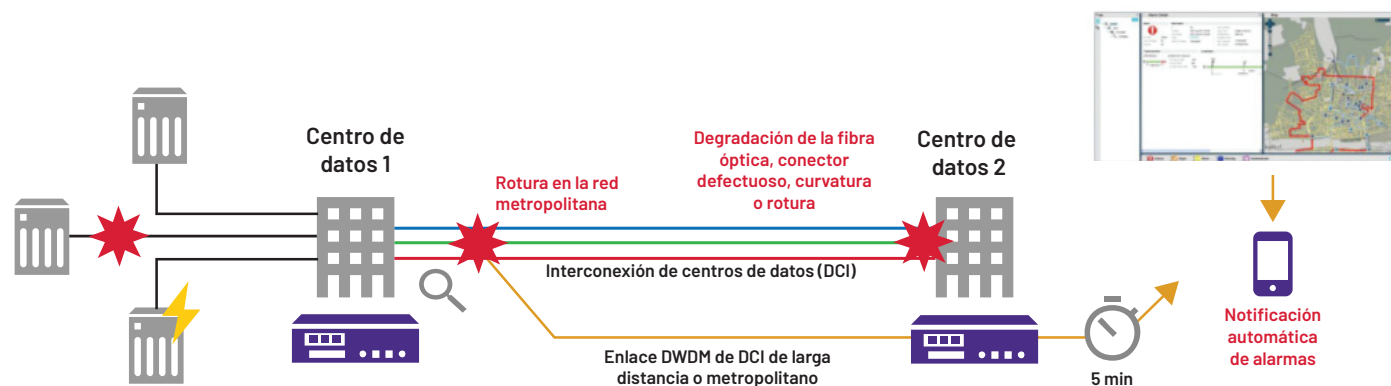 Centro de
datos 1
Rotura en la red
metropolitana
Degradación de la fibra
óptica, conector
defectuoso, curvatura
o rotura
Centro de
datos 2
Interconexión de centros de datos (DCI)
Enlace DWDM de DCI de larga
distancia o metropolitano
5 min
Notificación
automática
de alarmas